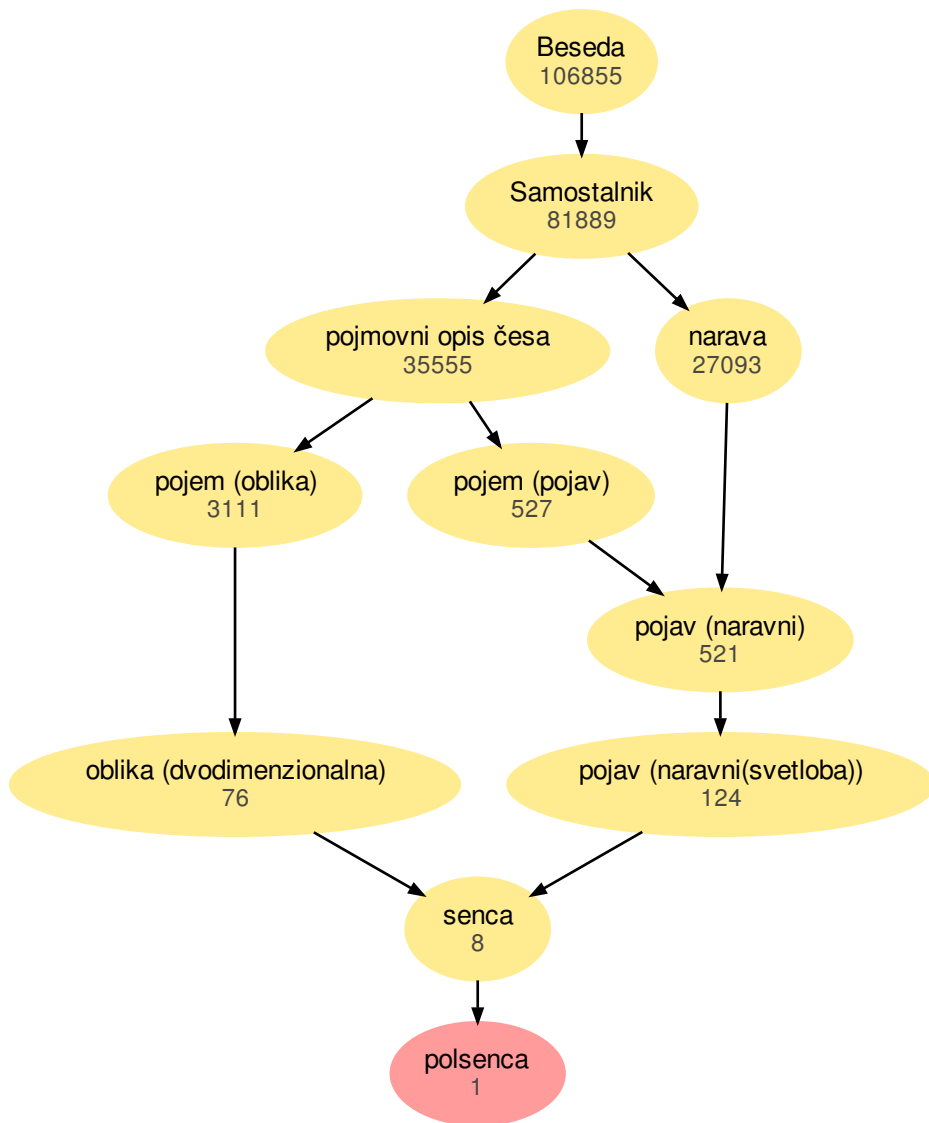 Beseda
106855
Samostalnik
81889
pojmovni opis česa
35555
narava
27093
pojem (oblika)
3111
pojem (pojav)
527
pojav (naravni)
521
oblika (dvodimenzionalna)
76
pojav (naravni(svetloba))
124
senca
8
polsenca
1